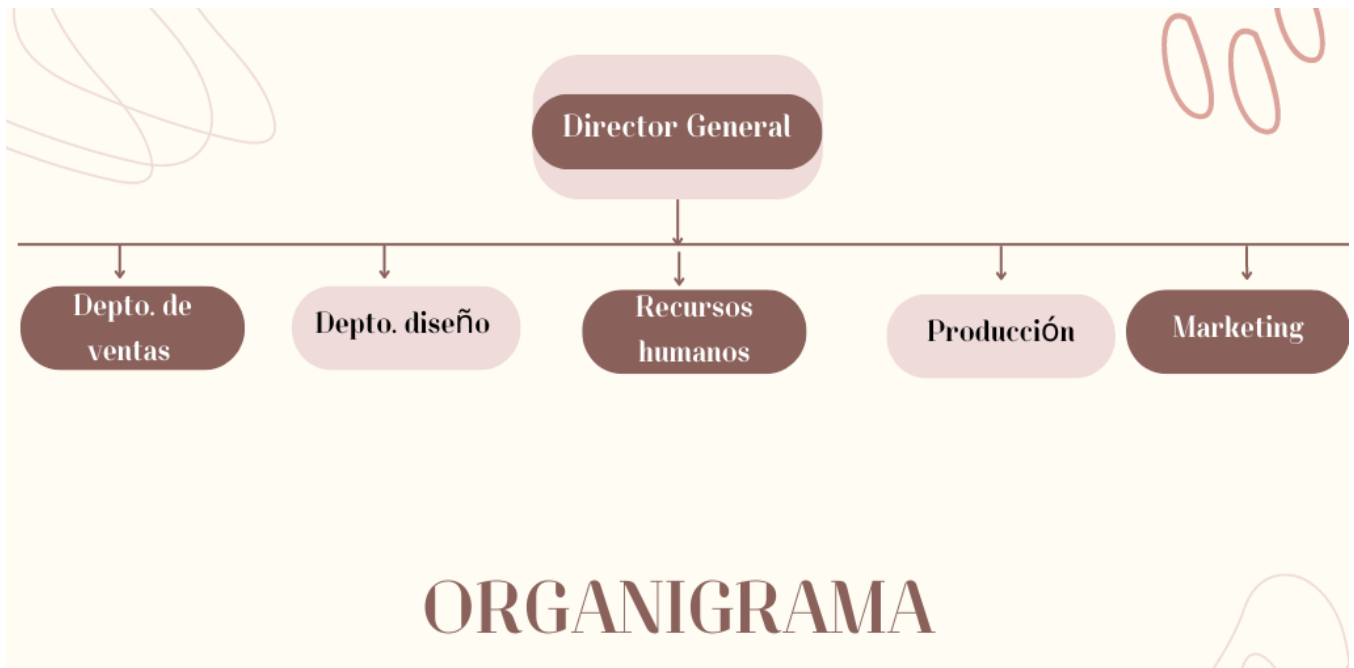 Director General
Depto. de
ventas
Depto. diseño
Recursos
humanos
Producción
Marketing
ORGANIGRAMA